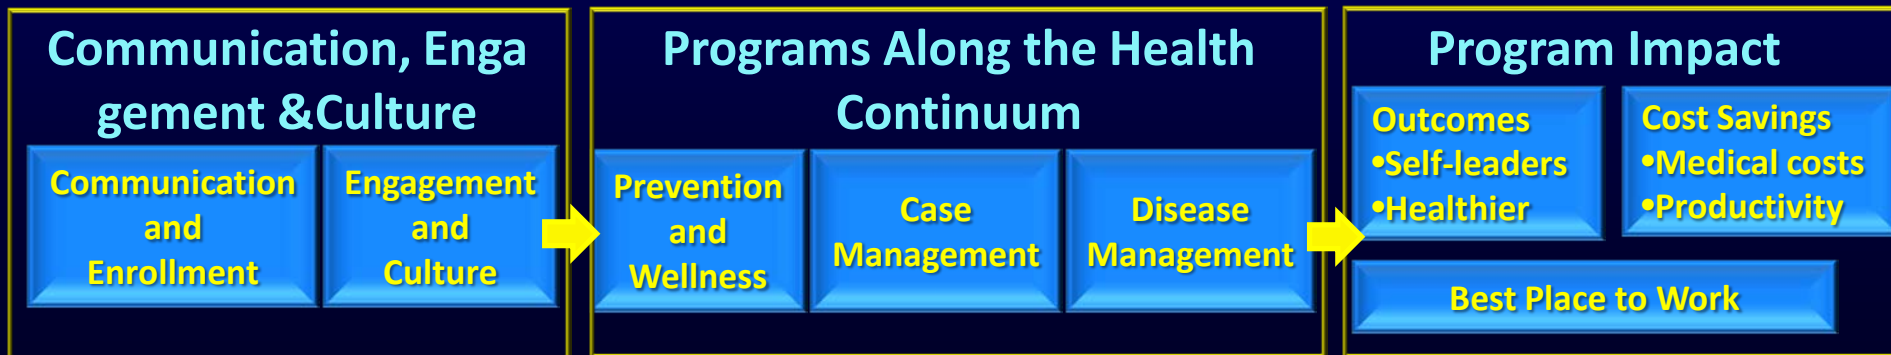 Communication, Enga
gement &Culture
Communication
and
Enrollment
Engagement
and
Culture
Programs Along the Health
Continuum
Prevention
and
Wellness
Case
Management
Disease
Management
Program Impact
Outcomes
•Self-leaders
•Healthier
Cost Savings
•Medical costs
•Productivity
Best Place to Work